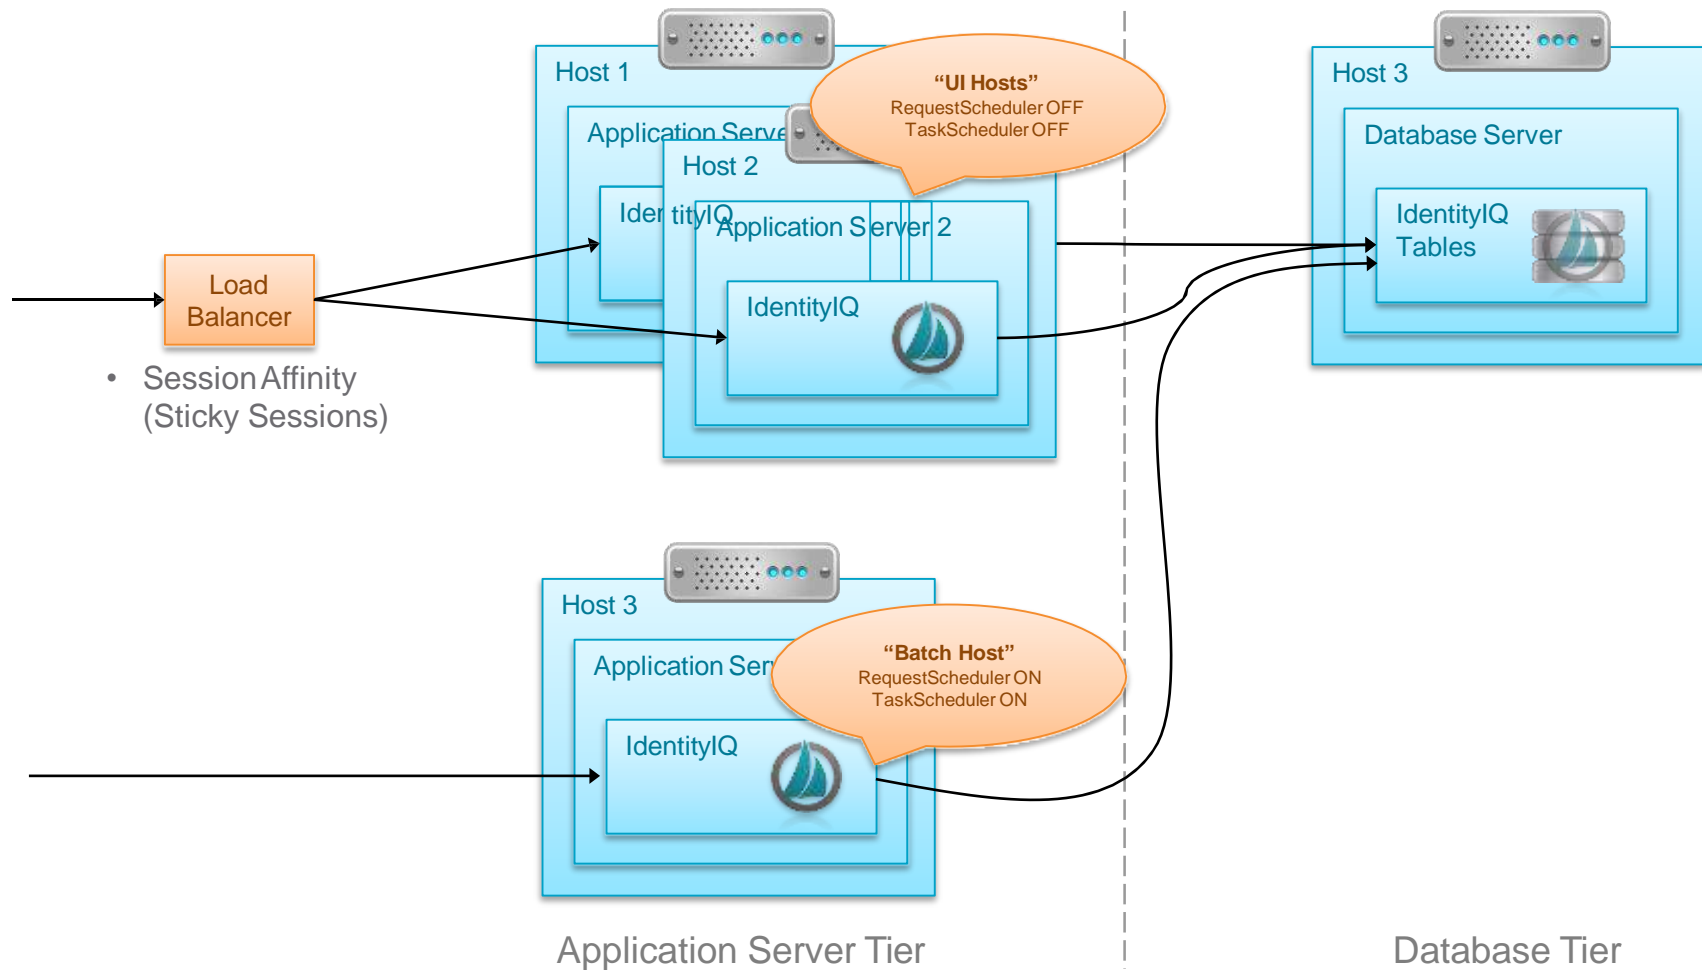 Host 1
Application Serve
IdentityIQ
Host 2
Application Server 2
IdentityIQ
“UI Hosts”
RequestScheduler OFF
TaskScheduler OFF
Host 3
Database Server
IdentityIQ
Tables
Load
Balancer
• Session Affinity
(Sticky Sessions)
Host 3
Application Ser
IdentityIQ
“Batch Host”
RequestScheduler ON
TaskScheduler ON
Application Server Tier
Database Tier